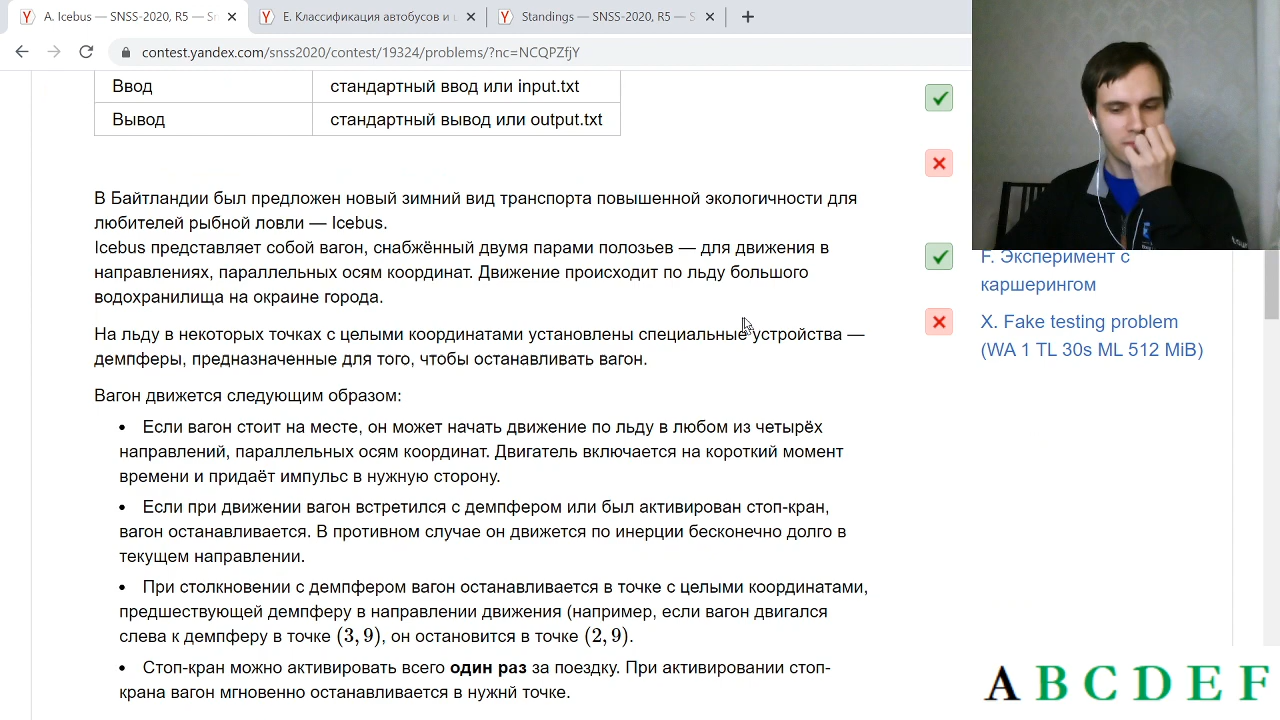 A. Icebus — SNSS-2020, R5 — Sn
E. Классификация автобусов и ц
Standings — SNSS-2020, R5 — S
contest.yandex.com/snss2020/contest/19324/problems/?nc=NCQPZfjY
Ввод стандартный ввод или input.txt
Вывод стандартный вывод или output.txt
В Байтландии был предложен новый зимний вид транспорта повышенной экологичности для
любителей рыбной ловли — Icebus.
Icebus представляет собой вагон, снабжённый двумя парами полозьев — для движения в
направлениях, параллельных осям координат. Движение происходит по льду большого
водохранилища на окраине города.
На льду в некоторых точках с целыми координатами установлены специальные устройства —
демпферы, предназначенные для того, чтобы останавливать вагон.
Вагон движется следующим образом:
• Если вагон стоит на месте, он может начать движение по льду в любом из четырёх
направлений, параллельных осям координат. Двигатель включается на короткий момент
времени и придаёт импульс в нужную сторону.
• Если при движении вагон встретился с демпфером или был активирован стоп-кран,
вагон останавливается. В противном случае он движется по инерции бесконечно долго в
текущем направлении.
• При столкновении с демпфером вагон останавливается в точке с целыми координатами,
предшествующей демпферу в направлении движения (например, если вагон двигался
слева к демпферу в точке (3, 9), он остановится в точке (2, 9).
• Стоп-кран можно активировать всего один раз за поездку. При активировании стоп-
крана вагон мгновенно останавливается в нужнй точке.
F. Эксперимент с
каршерингом
X. Fake testing problem
(WA 1 TL 30s ML 512 MiB)
A B C D E F